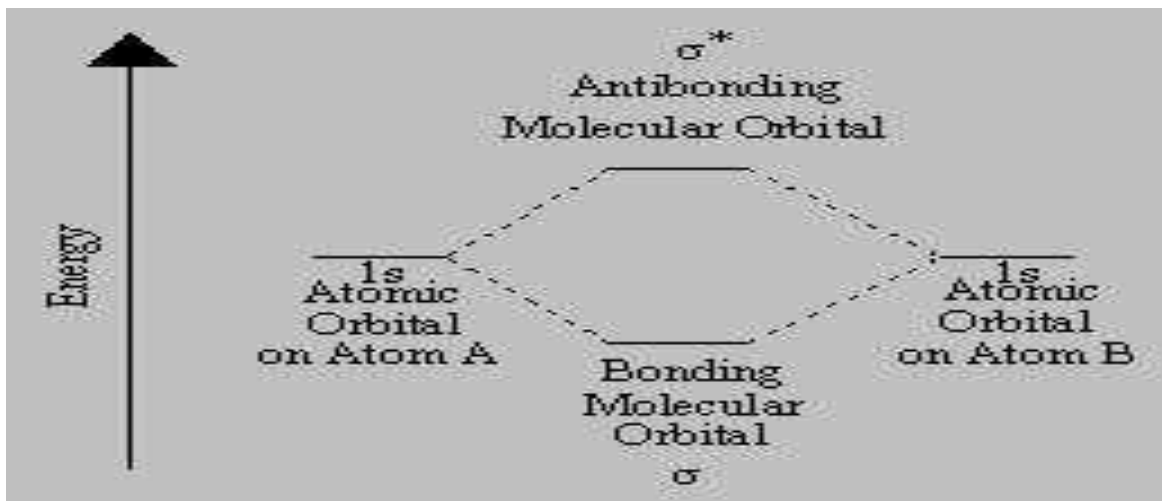 σ*
Antibonding
Molecular Orbital
Energy
1s
Atomic
Orbital
on Atom A
1s
Atomic
Orbital
on Atom B
Bonding
Molecular
Orbital
σ